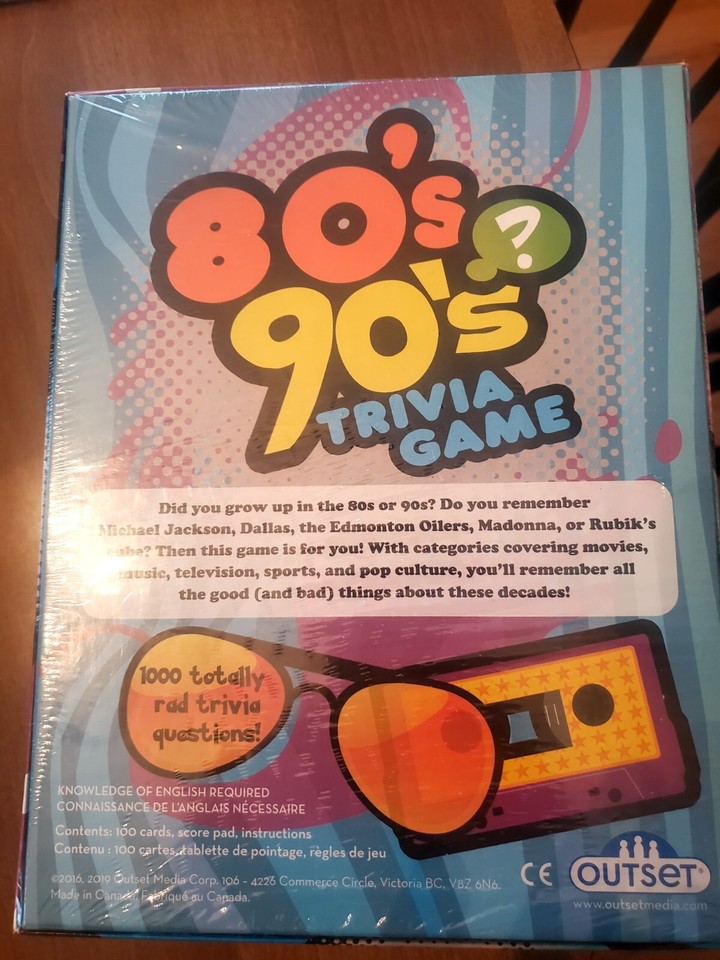 80's
90's
?
TRIVIA
GAME
Did you grow up in the 80s or 90s? Do you remember
Michael Jackson, Dallas, the Edmonton Oilers, Madonna, or Rubik's
Cube? Then this game is for you! With categories covering movies,
music, television, sports, and pop culture, you'll remember all
the good (and bad) things about these decades!
1000 totally
rad trivia
questions!
KNOWLEDGE OF ENGLISH REQUIRED
CONNAISSANCE DE L'ANGLAIS NÉCESSAIRE
Contents: 100 cards, score pad, instructions
Contenu : 100 cartes, tablette de pointage, règles de jeu
©2016, 2019 Outset Media Corp. 106 - 4226 Commerce Circle, Victoria BC, V8Z 6N6.
Made in Canada. Fabriqué au Canada.
CE
OUTSET
www.outsetmedia.com